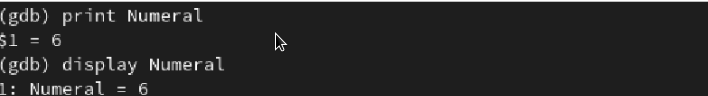 (gdb) print Numeral
$1 = 6
(gdb) display Numeral
1: Numeral = 6